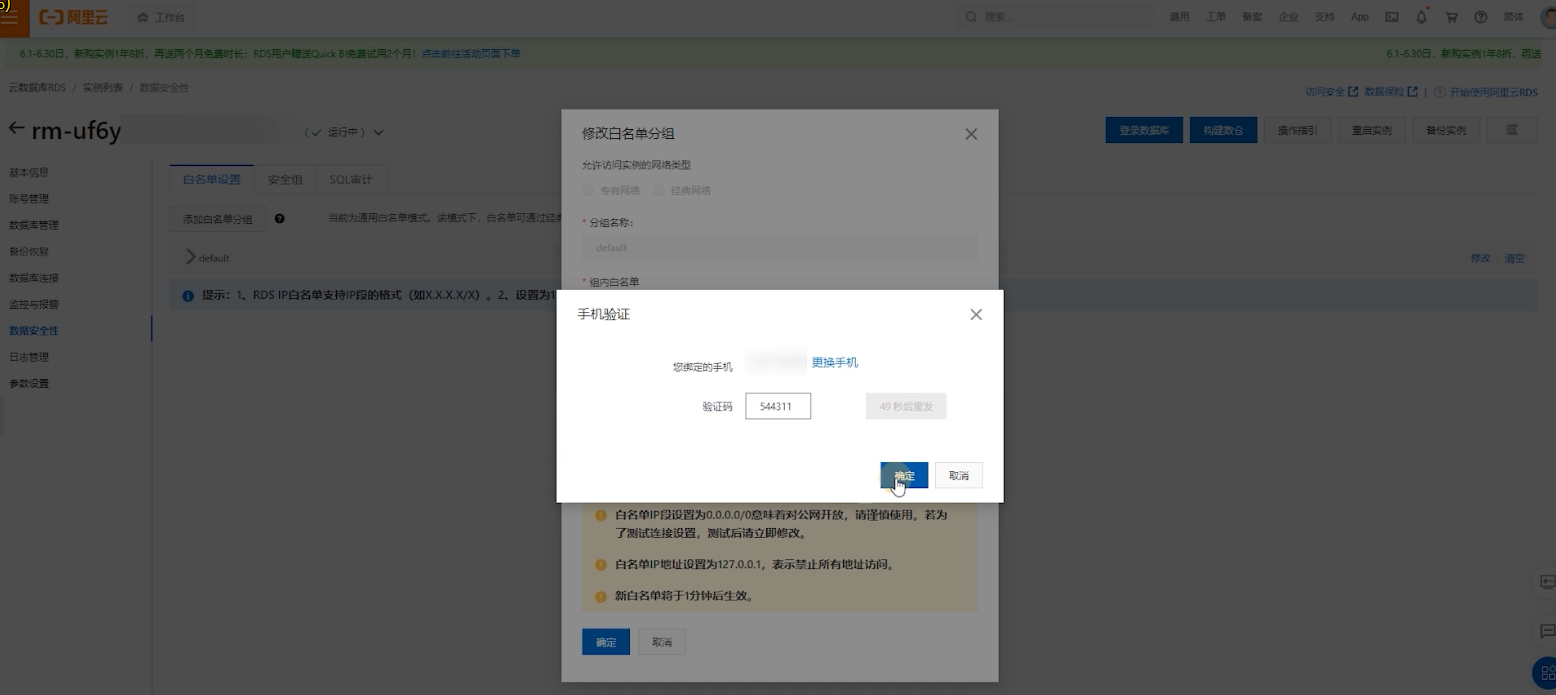 阿里云 工作台 搜索... 费用 工单 备案 企业 支持 App 简体
6.1-6.30日，新购实例1年8折，再送两个月免费时长；RDS用户赠送Quick BI免费试用2个月！点击前往活动页面下单 6.1-6.30日，新购实例1年8折，再送
云数据库RDS / 实例列表 / 数据安全性
访问安全 数据保险 | 开始使用阿里云RDS
rm-uf6y （ 运行中 ）
登录数据库 构建数仓 操作指引 重启实例 备份实例
基本信息
账号管理
数据库管理
备份恢复
数据库连接
监控与报警
数据安全性
日志管理
参数设置
白名单设置 安全组 SQL审计
添加白名单分组 当前为通用白名单模式。该模式下，白名单可通过经
default 修改 清空
提示：1、RDS IP白名单支持IP段的格式（如X.X.X.X/X）。2、设置为1
修改白名单分组
允许访问实例的网络类型
专有网络 经典网络
* 分组名称:
default
* 组内白名单
手机验证
您绑定的手机 更换手机
验证码 544311 49 秒后重发
确定 取消
白名单IP段设置为0.0.0.0/0意味着对公网开放，请谨慎使用。若为
了测试连接设置，测试后请立即修改。
白名单IP地址设置为127.0.0.1，表示禁止所有地址访问。
新白名单将于1分钟后生效。
确定 取消